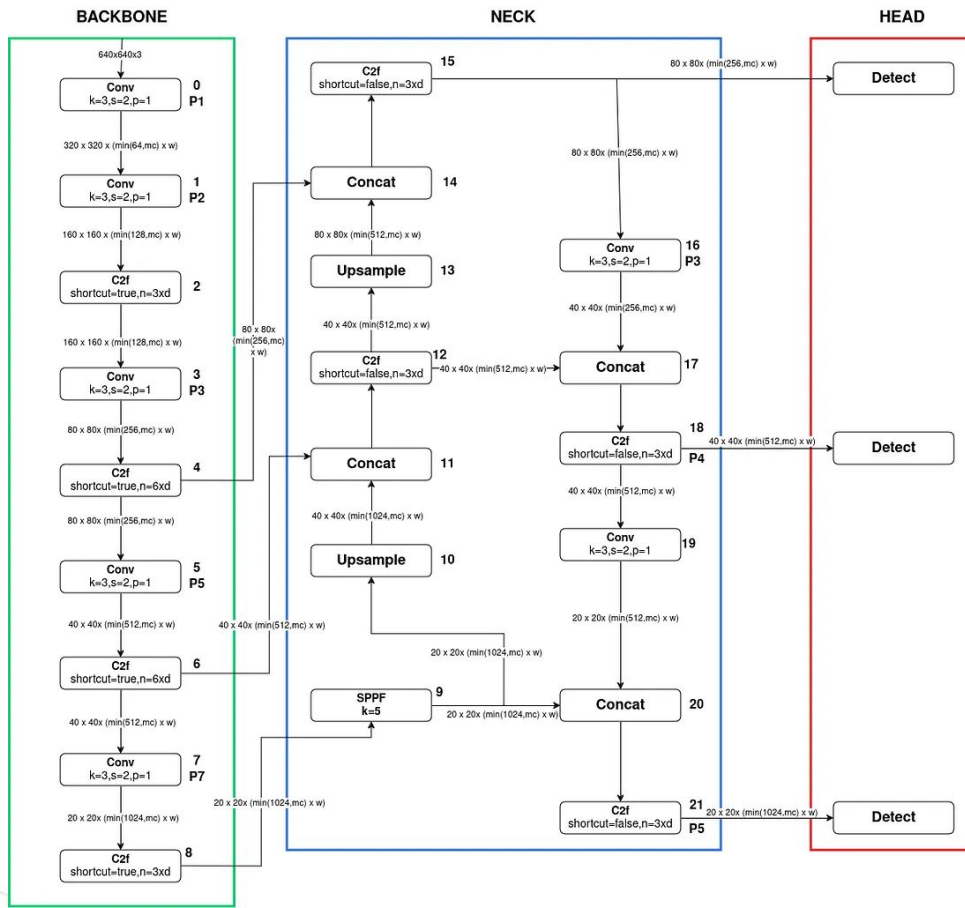 BACKBONE
640x640x3
Conv
k=3,s=2,p=1
0
P1
320 x 320 x (min(64,mc) x w)
Conv
k=3,s=2,p=1
1
P2
160 x 160 x (min(128,mc) x w)
C2f
shortcut=true,n=3xd
2
160 x 160 x (min(128,mc) x w)
Conv
k=3,s=2,p=1
3
P3
80 x 80x (min(256,mc) x w)
C2f
shortcut=true,n=6xd
4
80 x 80x (min(256,mc) x w)
Conv
k=3,s=2,p=1
5
P5
40 x 40x (min(512,mc) x w)
C2f
shortcut=true,n=6xd
6
40 x 40x (min(512,mc) x w)
Conv
k=3,s=2,p=1
7
P7
20 x 20x (min(1024,mc) x w)
C2f
shortcut=true,n=3xd
8
80 x 80x
(min(256,mc)
x w)
40 x 40x (min(512,mc) x w)
20 x 20x (min(1024,mc) x w)
NECK
C2f
shortcut=false,n=3xd
15
Concat
14
80 x 80x (min(512,mc) x w)
Upsample
13
40 x 40x (min(512,mc) x w)
C2f
shortcut=false,n=3xd
12
40 x 40x (min(512,mc) x w)
Concat
11
40 x 40x (min(1024,mc) x w)
Upsample
10
20 x 20x (min(1024,mc) x w)
SPPF
k=5
9
20 x 20x (min(1024,mc) x w)
80 x 80x (min(256,mc) x w)
80 x 80x (min(256,mc) x w)
Conv
k=3,s=2,p=1
16
P3
40 x 40x (min(256,mc) x w)
Concat
17
C2f
shortcut=false,n=3xd
18
P4
40 x 40x (min(512,mc) x w)
40 x 40x (min(512,mc) x w)
Conv
k=3,s=2,p=1
19
20 x 20x (min(512,mc) x w)
Concat
20
C2f
shortcut=false,n=3xd
21
P5
20 x 20x (min(1024,mc) x w)
HEAD
Detect
Detect
Detect